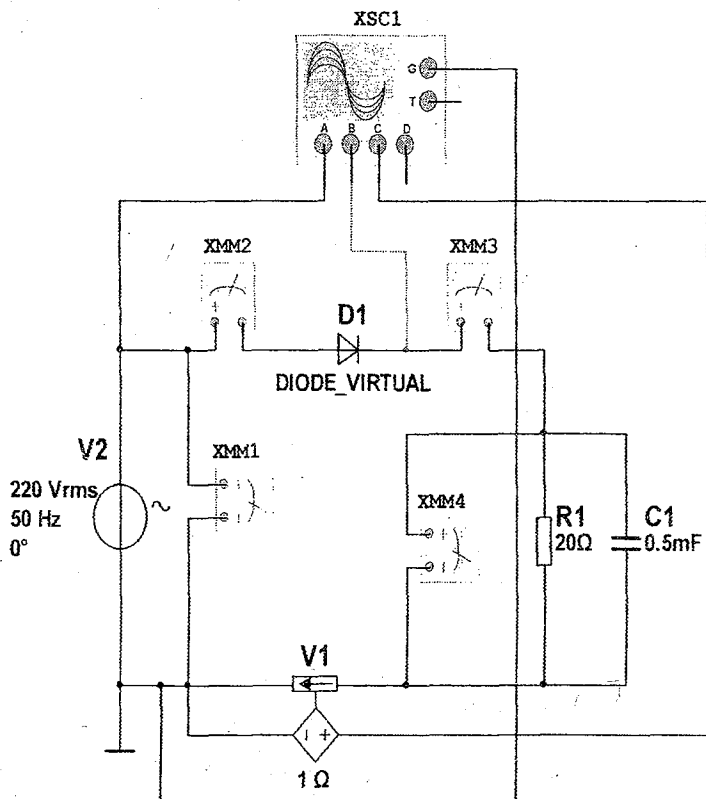 XSC1
G
T
A B C D
XMM2
XMM3
D1
DIODE_VIRTUAL
V2
220 Vrms
50 Hz
0°
XMM1
XMM4
R1
20Ω
C1
0.5mF
V1
1 Ω